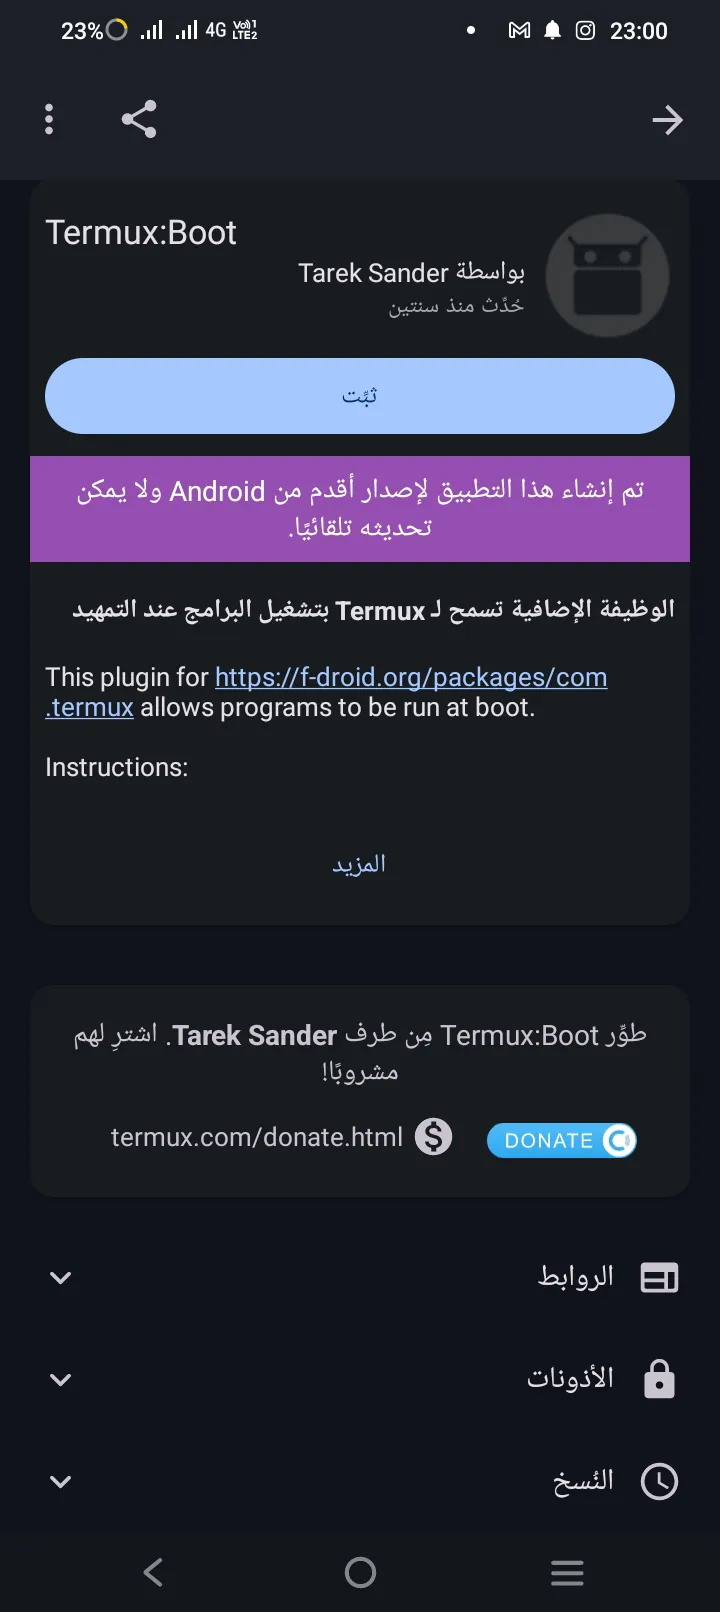 23%
4G
Vo) 1
LTE2
23:00
Termux:Boot
بواسطة Tarek Sander
حُدِّث منذ سنتين
ثبِّت
تم إنشاء هذا التطبيق لإصدار أقدم من Android ولا يمكن
تحديثه تلقائيًا.
الوظيفة الإضافية تسمح لـ Termux بتشغيل البرامج عند التمهيد
This plugin for https://f-droid.org/packages/com
.termux allows programs to be run at boot.
Instructions:
المزيد
طوِّر Termux:Boot مِن طرف Tarek Sander. اشترِ لهم
مشروبًا!
DONATE
termux.com/donate.html
الروابط
الأذونات
النُسخ